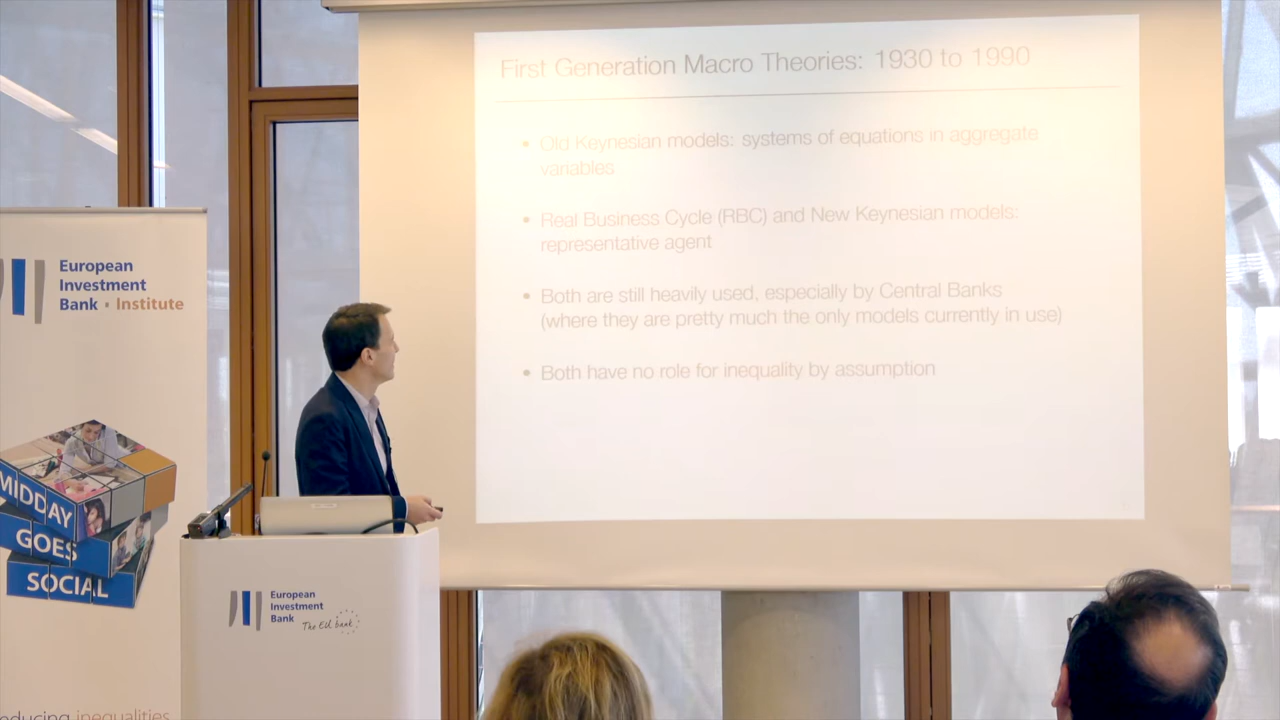 First Generation Macro Theories: 1930 to 1990
• Old Keynesian models: systems of equations in aggregate
variables
• Real Business Cycle (RBC) and New Keynesian models:
representative agent
• Both are still heavily used, especially by Central Banks
(where they are pretty much the only models currently in use)
• Both have no role for inequality by assumption
European
Investment
Bank • Institute
MIDDAY
GOES
SOCIAL
inequalities
European
Investment
Bank
The EU bank